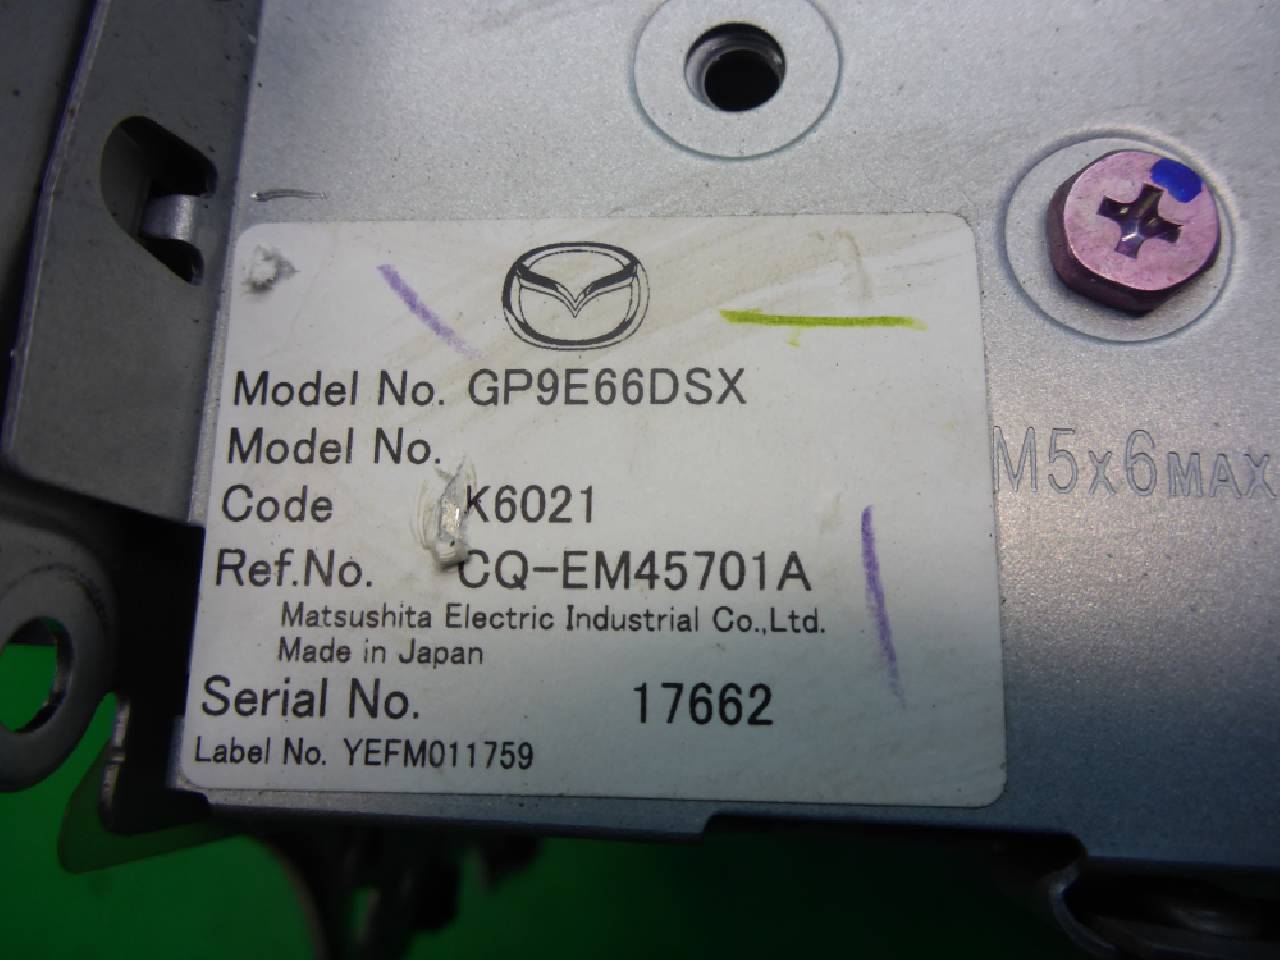 Model No. GP9E66DSX
Model No.
Code K6021
Ref.No. CQ-EM45701A
Matsushita Electric Industrial Co.,Ltd.
Made in Japan
Serial No. 17662
Label No. YEFM011759
M5x6MAX